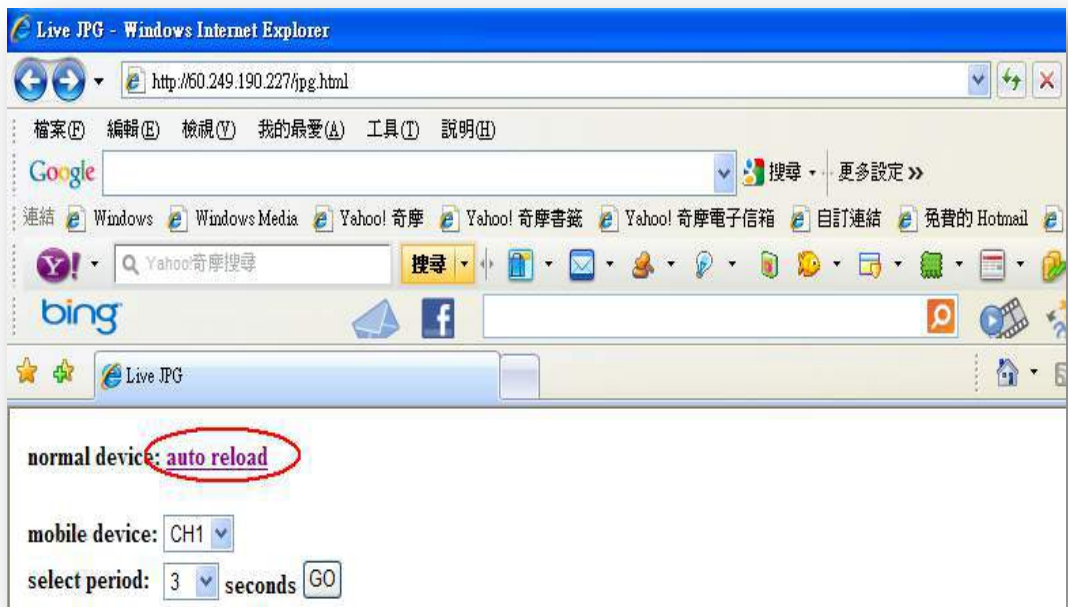 Live JPG - Windows Internet Explorer
http://60.249.190.227/jpg.html
檔案(F) 編輯(E) 檢視(V) 我的最愛(A) 工具(T) 說明(H)
Google 搜尋 更多設定 »
連結 Windows Windows Media Yahoo! 奇摩 Yahoo! 奇摩書籤 Yahoo! 奇摩電子信箱 自訂連結 免費的 Hotmail
Y! Yahoo!奇摩搜尋 搜尋
bing f
Live JPG
normal device: auto reload
mobile device: CH1
select period: 3 seconds GO